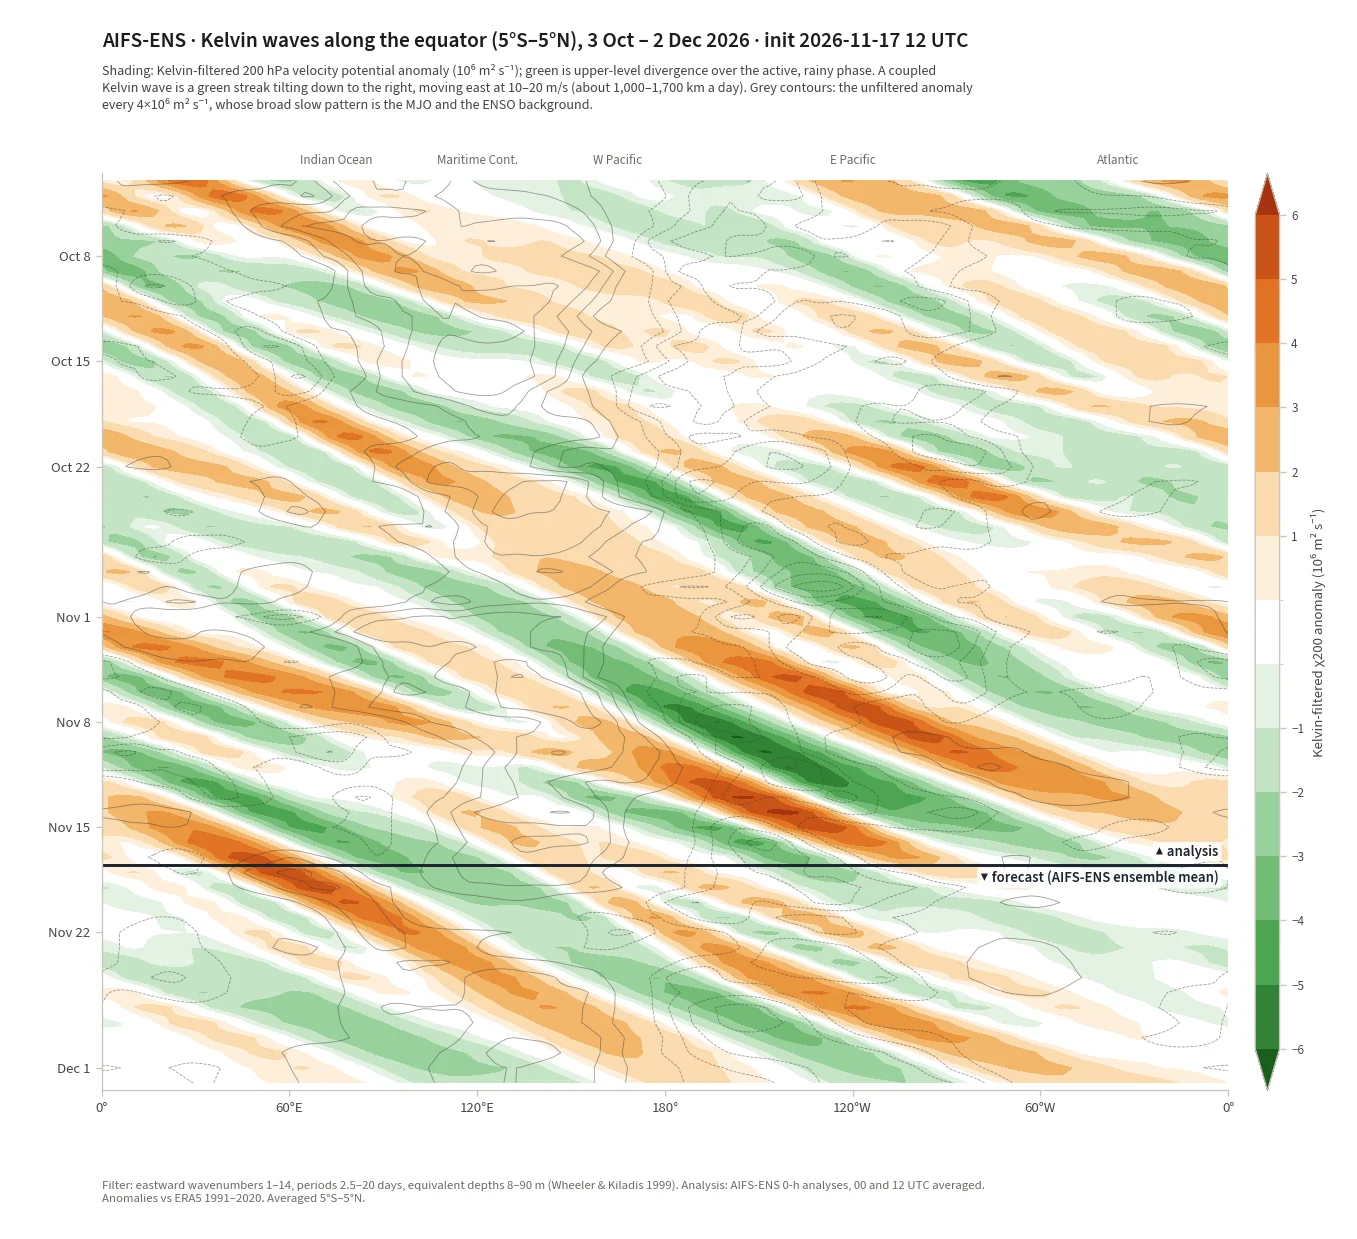 AIFS-ENS · Kelvin waves along the equator (5°S–5°N), 3 Oct – 2 Dec 2026 · init 2026-11-17 12 UTC
Shading: Kelvin-filtered 200 hPa velocity potential anomaly (10⁶ m² s⁻¹); green is upper-level divergence over the active, rainy phase. A coupled
Kelvin wave is a green streak tilting down to the right, moving east at 10–20 m/s (about 1,000–1,700 km a day). Grey contours: the unfiltered anomaly
every 4×10⁶ m² s⁻¹, whose broad slow pattern is the MJO and the ENSO background.
Indian Ocean
Maritime Cont.
W Pacific
E Pacific
Atlantic
Oct 8
Oct 15
Oct 22
Nov 1
Nov 8
Nov 15
Nov 22
Dec 1
▲ analysis
▼ forecast (AIFS-ENS ensemble mean)
0°
60°E
120°E
180°
120°W
60°W
0°
6
5
4
3
2
1
−1
−2
−3
−4
−5
−6
Kelvin-filtered χ200 anomaly (10⁶ m² s⁻¹)
Filter: eastward wavenumbers 1–14, periods 2.5–20 days, equivalent depths 8–90 m (Wheeler & Kiladis 1999). Analysis: AIFS-ENS 0-h analyses, 00 and 12 UTC averaged.
Anomalies vs ERA5 1991–2020. Averaged 5°S–5°N.